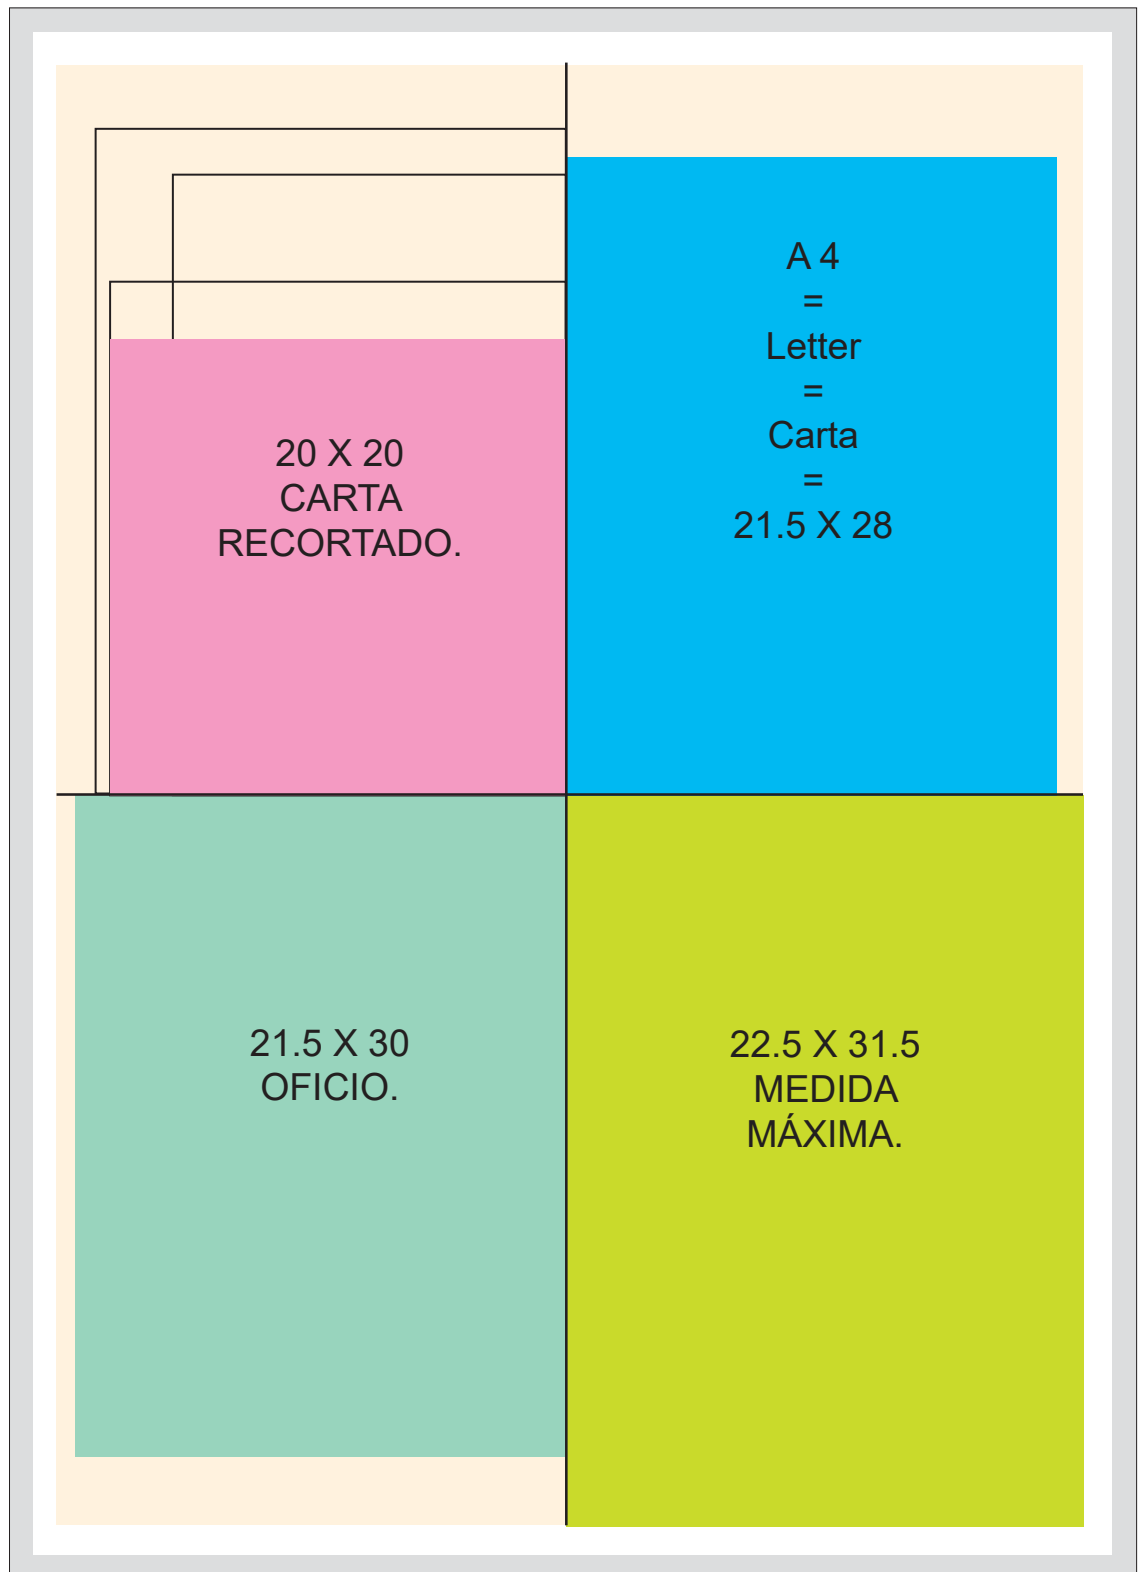 20 X 20
CARTA
RECORTADO.
A 4
=
Letter
=
Carta
=
21.5 X 28
21.5 X 30
OFICIO.
22.5 X 31.5
MEDIDA
MÁXIMA.